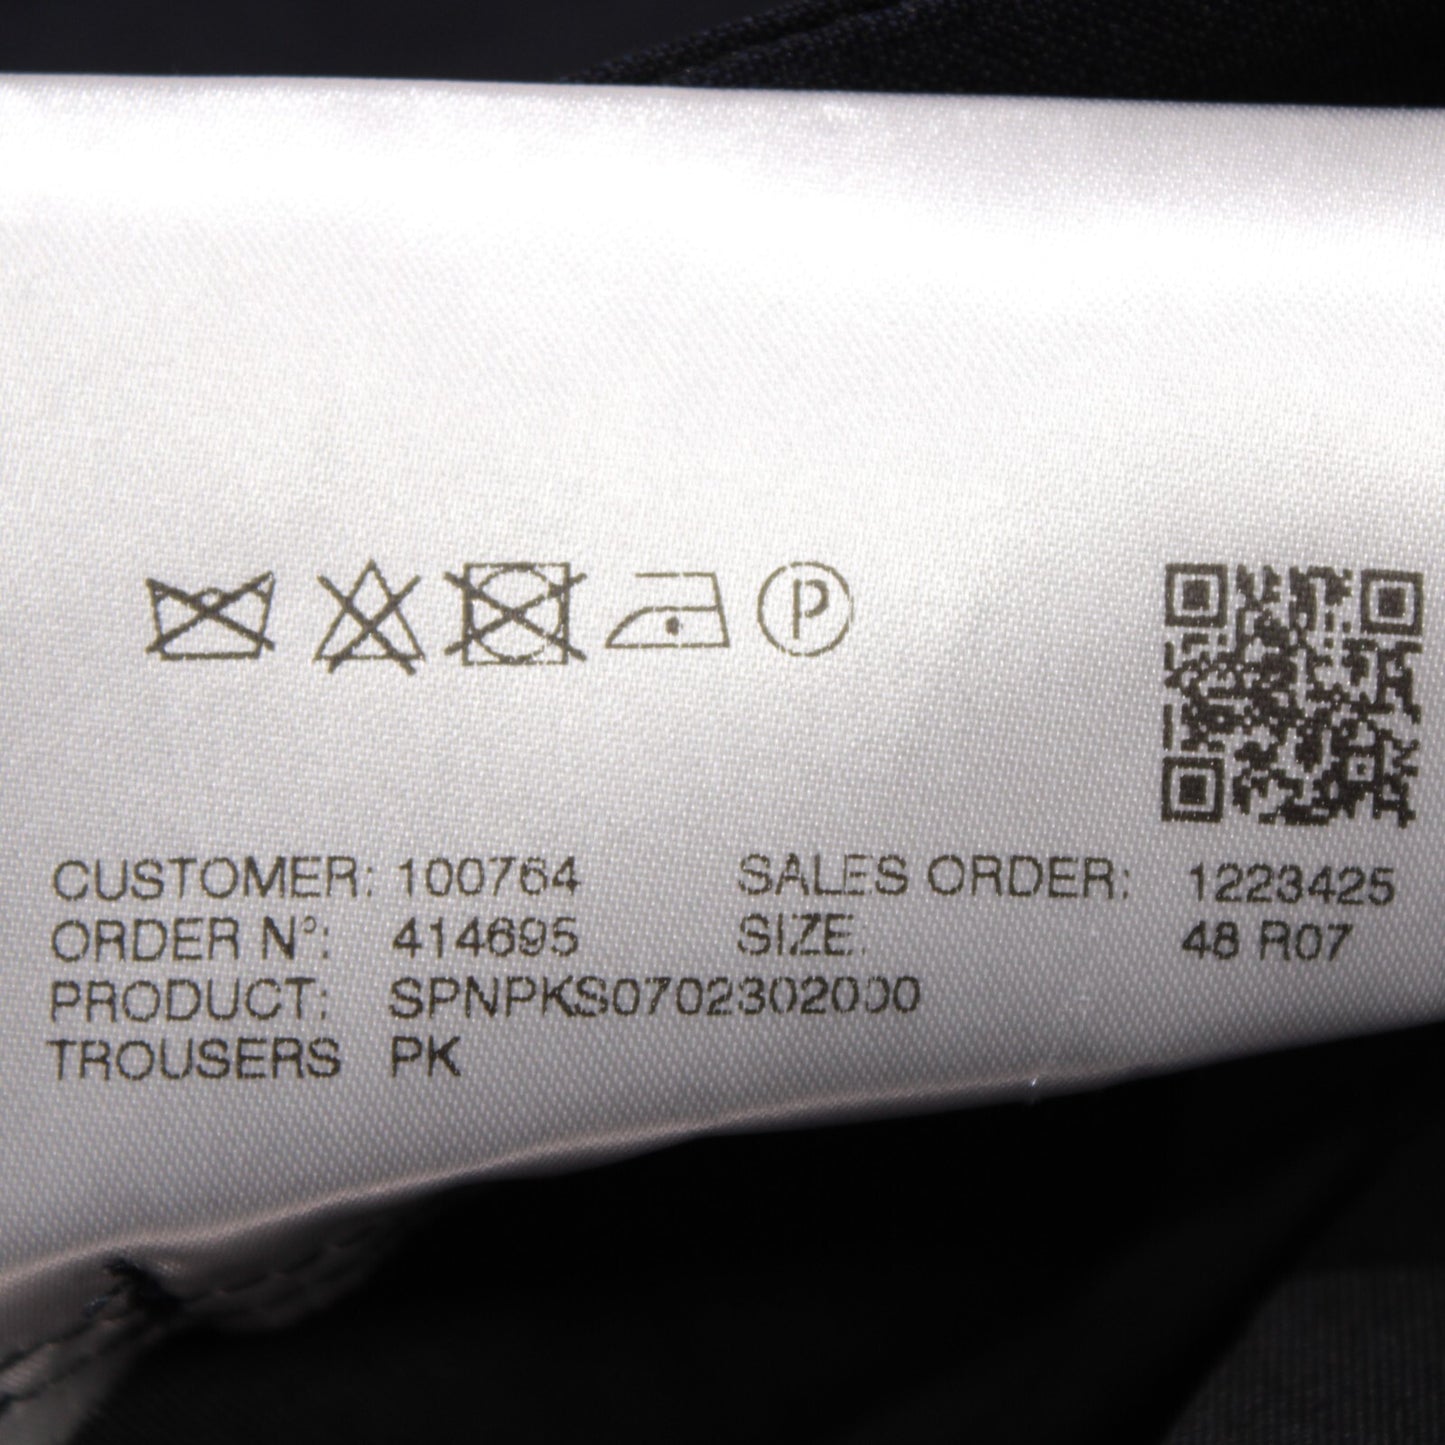 P
CUSTOMER: 100764 SALES ORDER: 1223425
ORDER N°: 414695 SIZE: 48 R07
PRODUCT: SPNPKS0702302000
TROUSERS PK